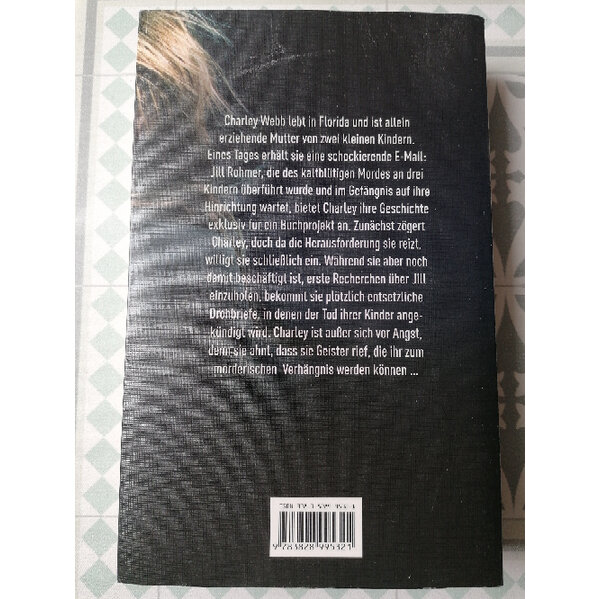 Charley Webb lebt in Florida und ist allein
erziehende Mutter von zwei kleinen Kindern.
Eines Tages erhält sie eine schockierende E-Mail:
Jill Rohmer, die des kaltblütigen Mordes an drei
Kindern überführt wurde und im Gefängnis auf ihre
Hinrichtung wartet, bietet Charley ihre Geschichte
exklusiv für ein Buchprojekt an. Zunächst zögert
Charley, doch da die Herausforderung sie reizt,
willigt sie schließlich ein. Während sie aber noch
damit beschäftigt ist, erste Recherchen über Jill
einzuholen, bekommt sie plötzlich entsetzliche
Drohbriefe, in denen der Tod ihrer Kinder ange-
kündigt wird. Charley ist außer sich vor Angst,
denn sie ahnt, dass sie Geister rief, die ihr zum
mörderischen Verhängnis werden können ...
ISBN
9 783828 995321